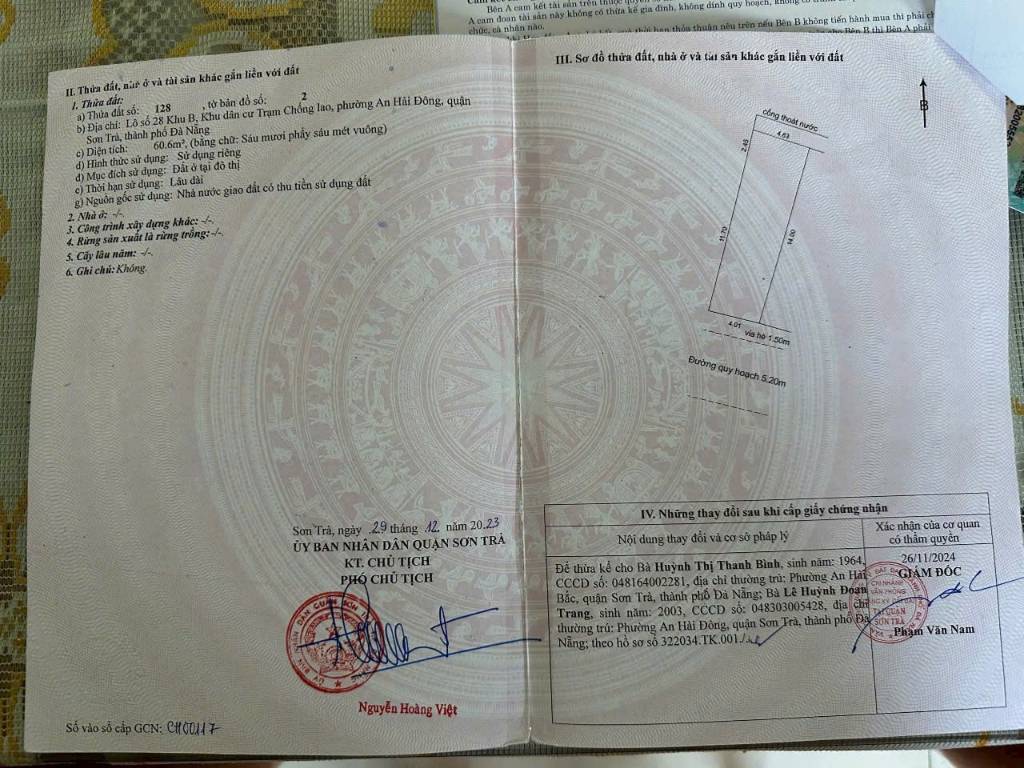 Bên A cam kết tài sản trên thuộc quyền
A cam đoan tài sản này không có thừa kế gia đình, không dính quy hoạch, không
chức, cá nhân nào.
II. Thửa đất, nhà ở và tài sản khác gắn liền với đất
1. Thửa đất:
a) Thửa đất số: 128 , tờ bản đồ số: 2
b) Địa chỉ: Lô số 28 Khu B, Khu dân cư Trạm Chống lao, phường An Hải Đông, quận
Sơn Trà, thành phố Đà Nẵng
c) Diện tích: 60.6m², (bằng chữ: Sáu mươi phẩy sáu mét vuông)
d) Hình thức sử dụng: Sử dụng riêng
đ) Mục đích sử dụng: Đất ở tại đô thị
e) Thời hạn sử dụng: Lâu dài
g) Nguồn gốc sử dụng: Nhà nước giao đất có thu tiền sử dụng đất
2. Nhà ở: -/-.
3. Công trình xây dựng khác: -/-.
4. Rừng sản xuất là rừng trồng: -/-.
5. Cây lâu năm: -/-.
6. Ghi chú: Không.
Sơn Trà, ngày 29 tháng 12 năm 2023
ỦY BAN NHÂN DÂN QUẬN SƠN TRÀ
KT. CHỦ TỊCH
PHÓ CHỦ TỊCH
Nguyễn Hoàng Việt
Số vào sổ cấp GCN: CH00117
III. Sơ đồ thửa đất, nhà ở và tài sản khác gắn liền với đất
B
cống thoát nước
4.63
2.40
11.70
14.00
4.01
vỉa hè 1.50m
Đường quy hoạch 5.20m
IV. Những thay đổi sau khi cấp giấy chứng nhận
Nội dung thay đổi và cơ sở pháp lý
Xác nhận của cơ quan
có thẩm quyền
Để thừa kế cho Bà Huỳnh Thị Thanh Bình, sinh năm: 1964,
CCCD số: 048164002281, địa chỉ thường trú: Phường An Hải
Bắc, quận Sơn Trà, thành phố Đà Nẵng; Bà Lê Huỳnh Đoan
Trang, sinh năm: 2003, CCCD số: 048303005428, địa chỉ
thường trú: Phường An Hải Đông, quận Sơn Trà, thành phố Đà
Nẵng; theo hồ sơ số 322034.TK.001
26/11/2024
GIÁM ĐỐC
CHI NHÁNH
VĂN PHÒNG
TẠI QUẬN
SƠN TRÀ
Phạm Văn Nam